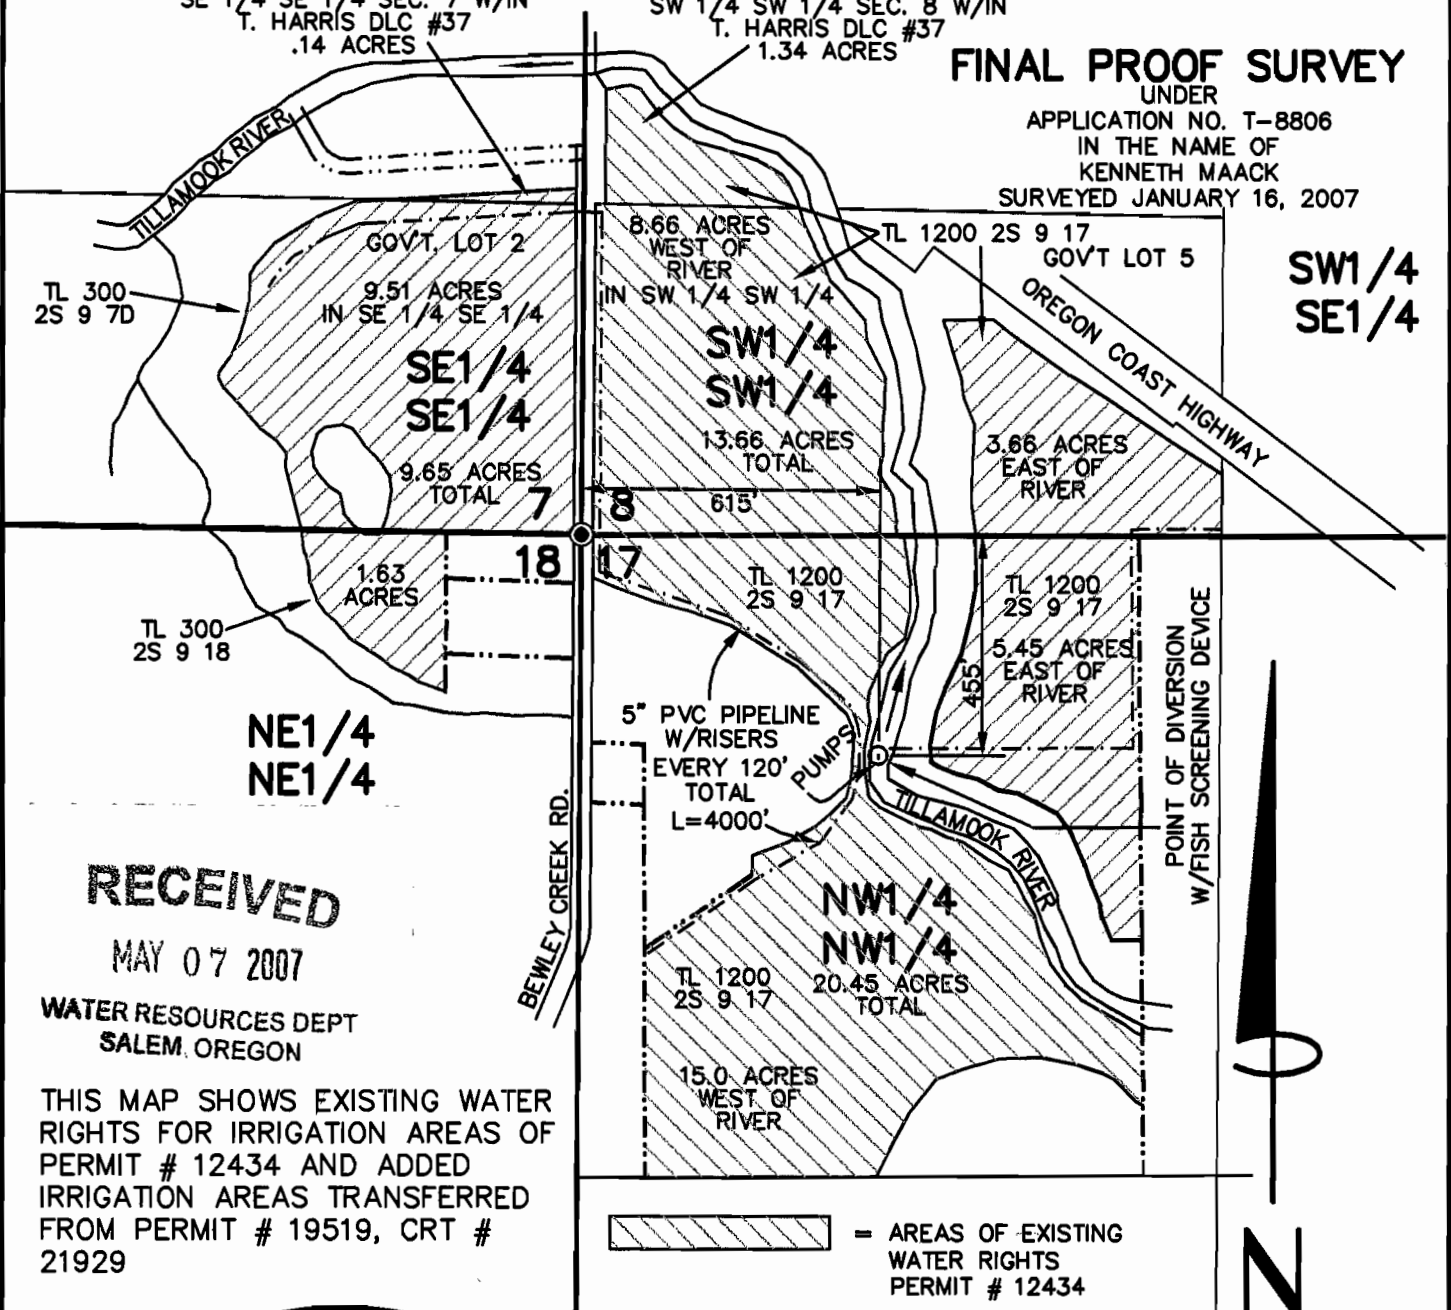 SE 1/4 SE 1/4 SEC. 7 W/IN
T. HARRIS DLC #37
.14 ACRES
SW 1/4 SW 1/4 SEC. 8 W/IN
T. HARRIS DLC #37
1.34 ACRES
FINAL PROOF SURVEY
UNDER
APPLICATION NO. T-8806
IN THE NAME OF
KENNETH MAACK
SURVEYED JANUARY 16, 2007
TILLAMOOK RIVER
GOV'T. LOT 2
8.66 ACRES
WEST OF
RIVER
IN SW 1/4 SW 1/4
TL 1200 2S 9 17
GOV'T LOT 5
SW1/4
SE1/4
TL 300
2S 9 7D
9.51 ACRES
IN SE 1/4 SE 1/4
SE1/4
SE1/4
9.65 ACRES
TOTAL
SW1/4
SW1/4
13.66 ACRES
TOTAL
OREGON COAST HIGHWAY
3.66 ACRES
EAST OF
RIVER
7
8
615'
18
17
1.63
ACRES
TL 300
2S 9 18
TL 1200
2S 9 17
TL 1200
2S 9 17
5.45 ACRES
EAST OF
RIVER
455'
POINT OF DIVERSION
W/FISH SCREENING DEVICE
NE1/4
NE1/4
5" PVC PIPELINE
W/RISERS
EVERY 120'
TOTAL
L=4000'
PUMPS
TILLAMOOK RIVER
BEWLEY CREEK RD.
NW1/4
NW1/4
20.45 ACRES
TOTAL
TL 1200
2S 9 17
15.0 ACRES
WEST OF
RIVER
RECEIVED
MAY 07 2007
WATER RESOURCES DEPT
SALEM, OREGON
THIS MAP SHOWS EXISTING WATER
RIGHTS FOR IRRIGATION AREAS OF
PERMIT # 12434 AND ADDED
IRRIGATION AREAS TRANSFERRED
FROM PERMIT # 19519, CRT #
21929
= AREAS OF EXISTING
WATER RIGHTS
PERMIT # 12434
N